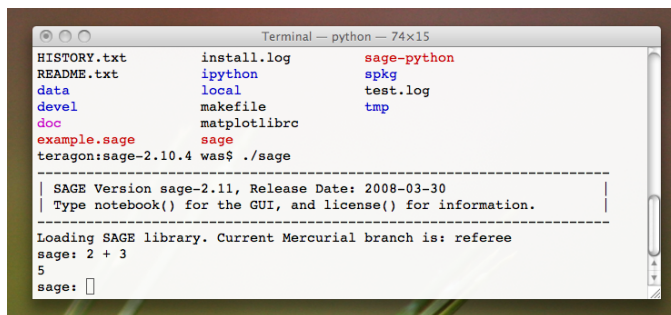 Terminal — python — 74×15
HISTORY.txt install.log sage-python
README.txt ipython spkg
data local test.log
devel makefile tmp
doc matplotlibrc
example.sage sage
teragon:sage-2.10.4 was$ ./sage
----------------------------------------------------------------------
| SAGE Version sage-2.11, Release Date: 2008-03-30 |
| Type notebook() for the GUI, and license() for information. |
----------------------------------------------------------------------
Loading SAGE library. Current Mercurial branch is: referee
sage: 2 + 3
5
sage: